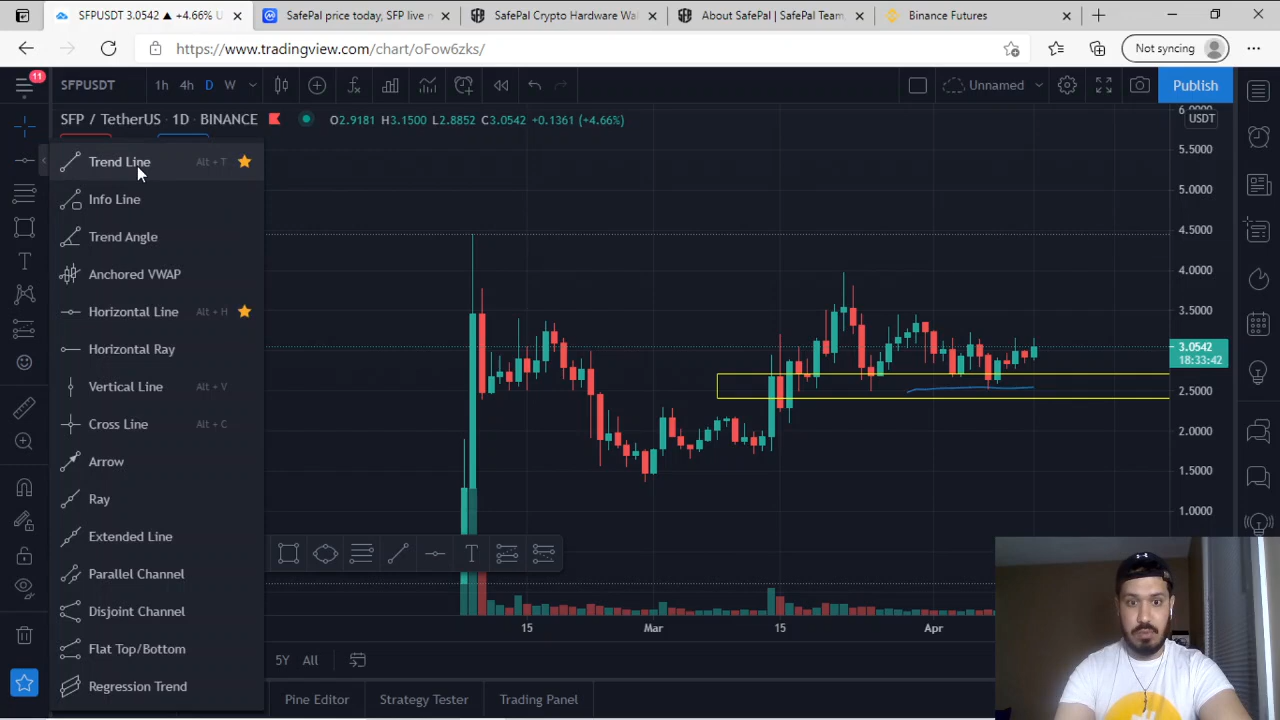 SFPUSDT 3.0542 ▲ +4.66% U
SafePal price today, SFP live m
SafePal Crypto Hardware Wal
About SafePal | SafePal Team,
Binance Futures
https://www.tradingview.com/chart/oFow6zks/
Not syncing
11
SFPUSDT
1h 4h D W
Unnamed
Publish
SFP / TetherUS · 1D · BINANCE
O2.9181 H3.1500 L2.8852 C3.0542 +0.1361 (+4.66%)
USDT
Trend Line Alt + T
Info Line
Trend Angle
Anchored VWAP
Horizontal Line Alt + H
Horizontal Ray
Vertical Line Alt + V
Cross Line Alt + C
Arrow
Ray
Extended Line
Parallel Channel
Disjoint Channel
Flat Top/Bottom
Regression Trend
6.0000
5.5000
5.0000
4.5000
4.0000
3.5000
3.0542
18:33:42
2.5000
2.0000
1.5000
1.0000
15
Mar
15
Apr
5Y All
Pine Editor
Strategy Tester
Trading Panel